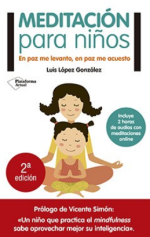 MEDITACIÓN
para niños
En paz me levanto, en paz me acuesto
Plataforma
Actual
Luis López González
Incluye
2 horas
de audios con
meditaciones
online
2ª
edición
Prólogo de Vicente Simón:
«Un niño que practica el mindfulness
sabe aprovechar mejor su inteligencia».